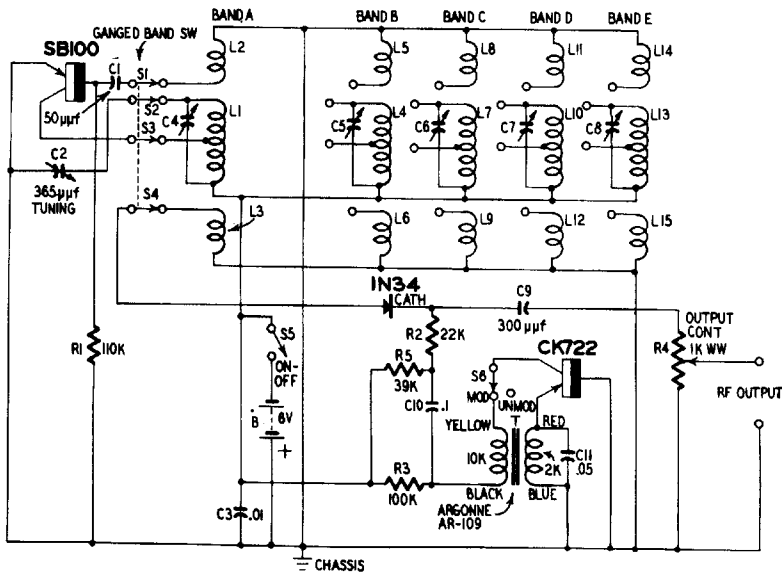 BAND A BAND B BAND C BAND D BAND E
GANGED BAND SW
SB100
L2 L5 L8 L11 L14
C1
S1
50μμf
S2
L1 L4 L7 L10 L13
C4 C5 C6 C7 C8
S3
C2
365μμf
TUNING
S4
L3 L6 L9 L12 L15
1N34
CATH
C9
300μμf
R2 22K
OUTPUT
CONT
1K WW
R4
RF OUTPUT
R1 110K
S5
ON-
OFF
R5
39K
CK722
S6
MOD
UNMOD
C10 .1
B 6V
+
YELLOW RED
10K 2K
C11
.05
R3
100K
BLACK BLUE
ARGONNE
AR-109
C3 .01
CHASSIS